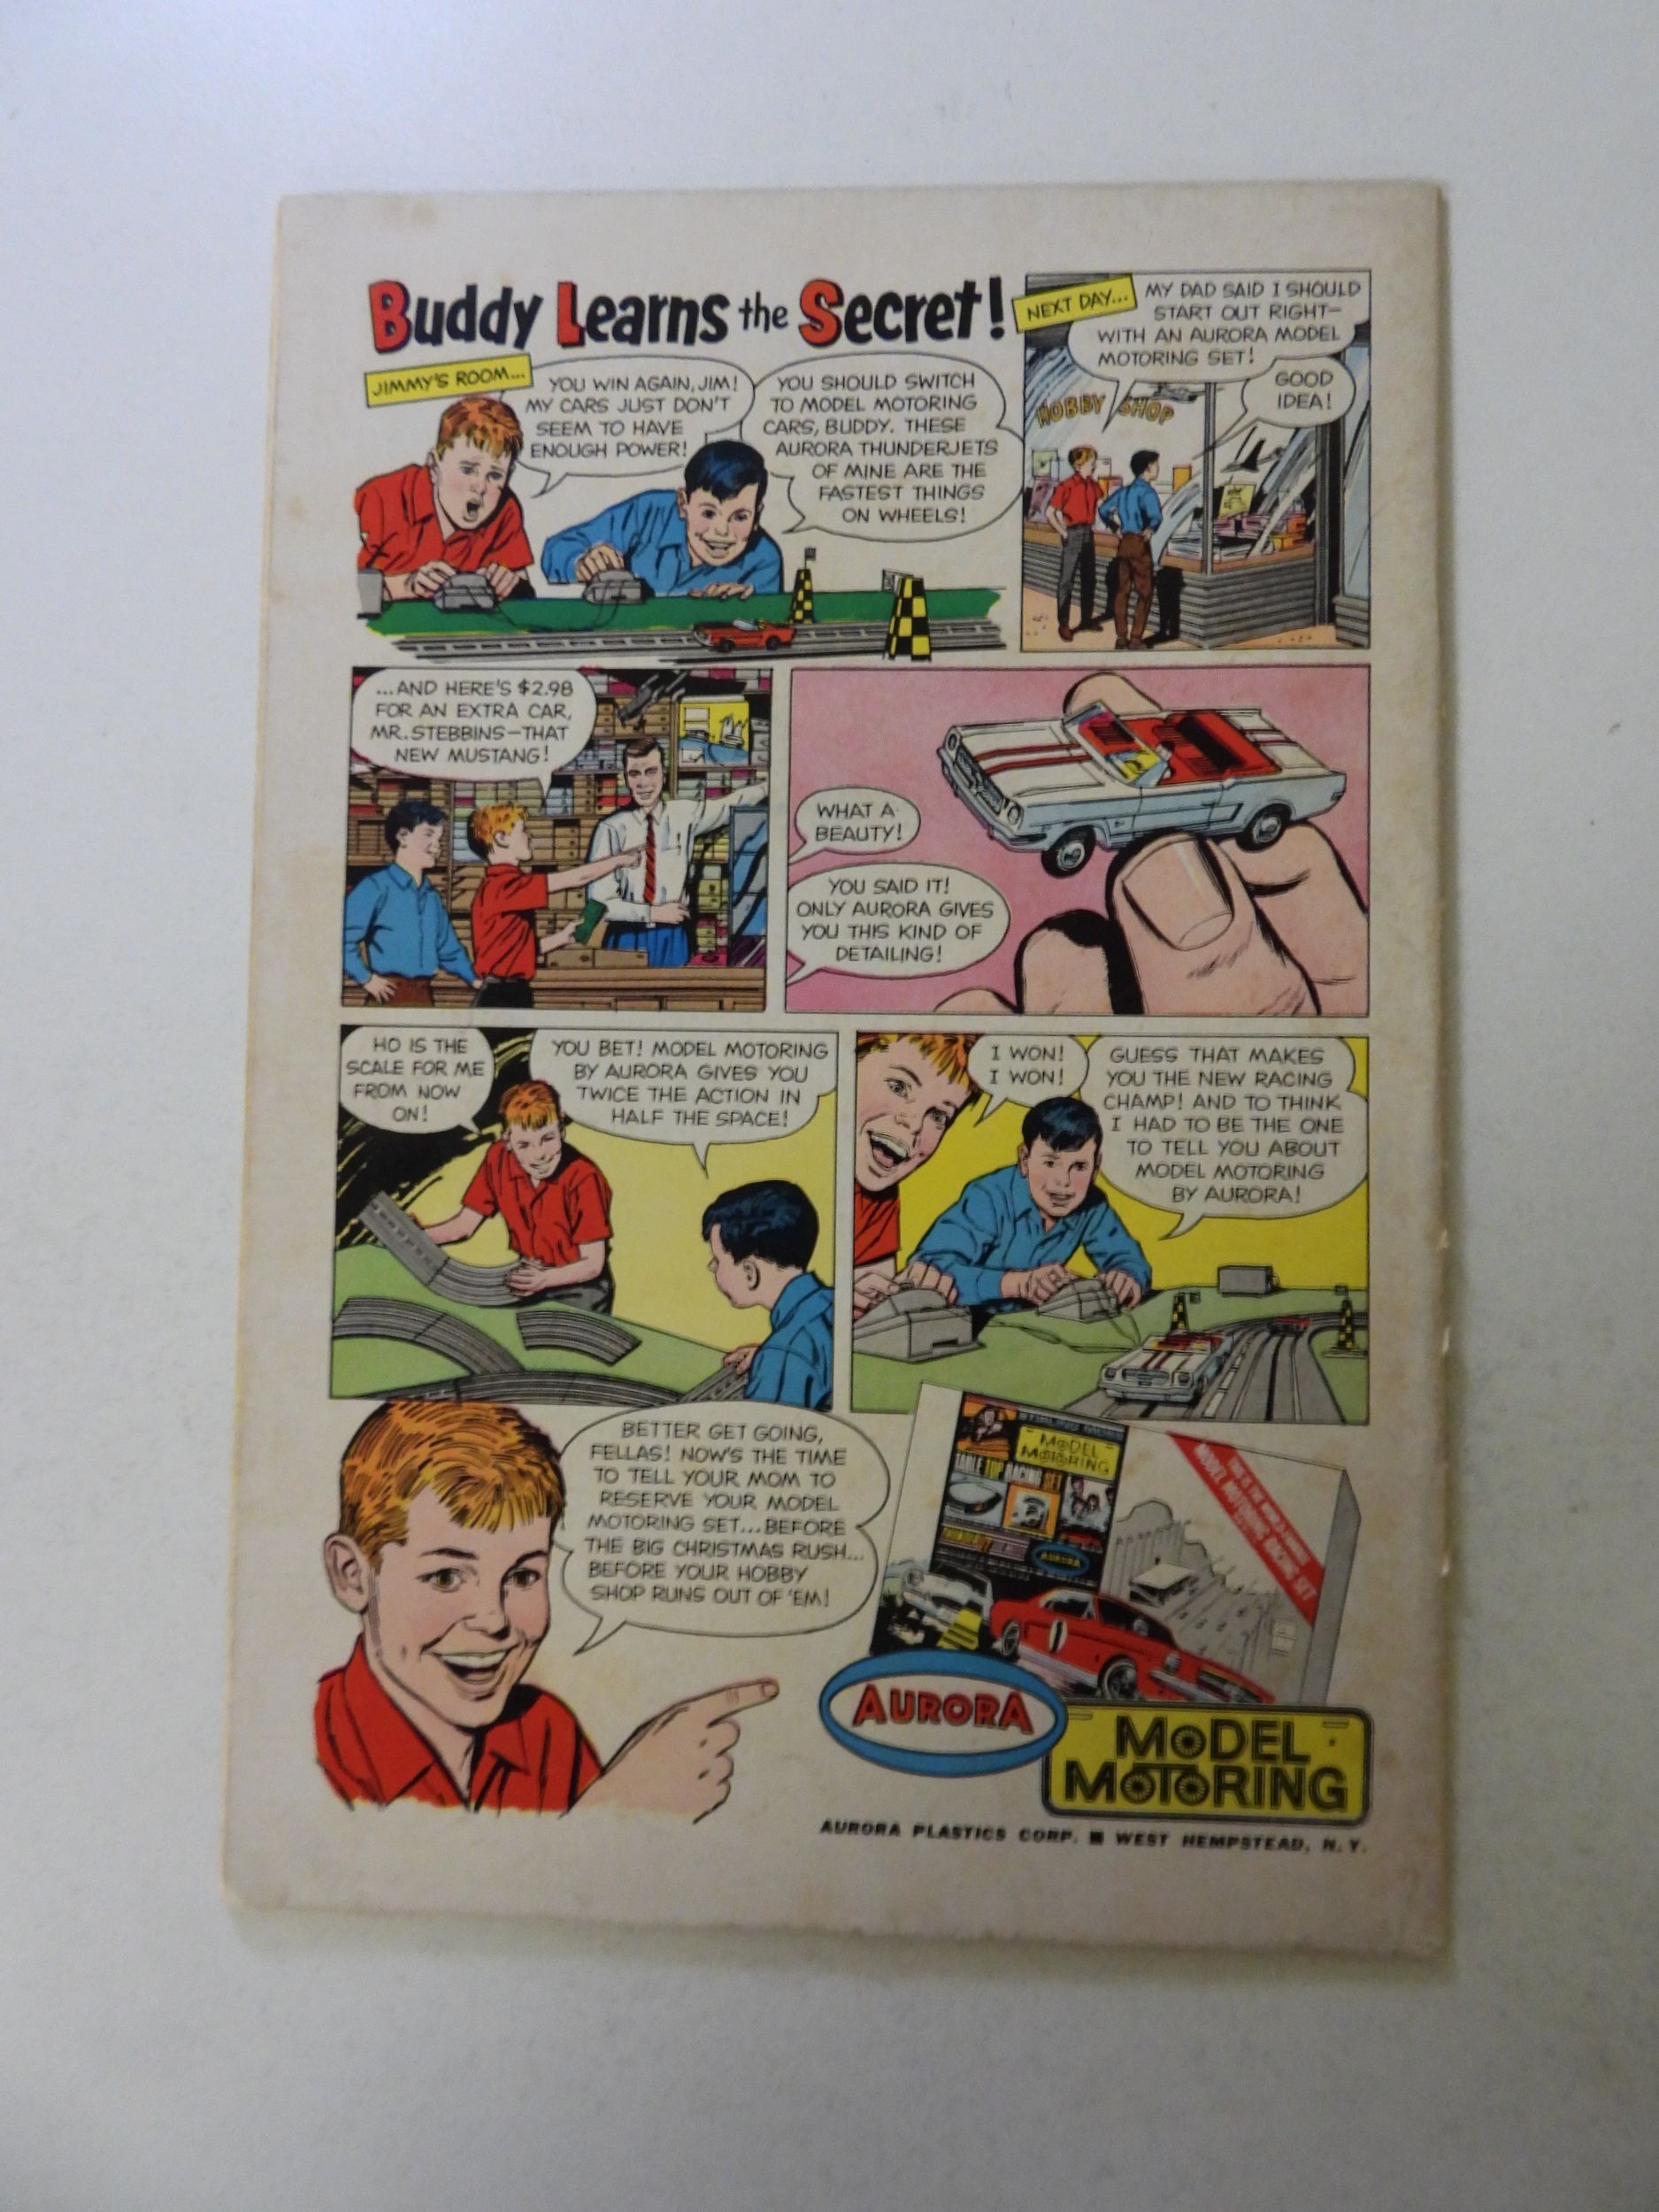 Buddy Learns the Secret!
JIMMY'S ROOM...
YOU WIN AGAIN, JIM!
MY CARS JUST DON'T
SEEM TO HAVE
ENOUGH POWER!
YOU SHOULD SWITCH
TO MODEL MOTORING
CARS, BUDDY. THESE
AURORA THUNDERJETS
OF MINE ARE THE
FASTEST THINGS
ON WHEELS!
NEXT DAY...
MY DAD SAID I SHOULD
START OUT RIGHT—
WITH AN AURORA MODEL
MOTORING SET!
GOOD
IDEA!
HOBBY SHOP
...AND HERE'S $2.98
FOR AN EXTRA CAR,
MR. STEBBINS—THAT
NEW MUSTANG!
WHAT A
BEAUTY!
YOU SAID IT!
ONLY AURORA GIVES
YOU THIS KIND OF
DETAILING!
HO IS THE
SCALE FOR ME
FROM NOW
ON!
YOU BET! MODEL MOTORING
BY AURORA GIVES YOU
TWICE THE ACTION IN
HALF THE SPACE!
I WON!
I WON!
GUESS THAT MAKES
YOU THE NEW RACING
CHAMP! AND TO THINK
I HAD TO BE THE ONE
TO TELL YOU ABOUT
MODEL MOTORING
BY AURORA!
BETTER GET GOING,
FELLAS! NOW'S THE TIME
TO TELL YOUR MOM TO
RESERVE YOUR MODEL
MOTORING SET...BEFORE
THE BIG CHRISTMAS RUSH...
BEFORE YOUR HOBBY
SHOP RUNS OUT OF 'EM!
MODEL
MOTORING
TABLE TOP RACING SET
AURORA
MODEL MOTORING RACING SET
AURORA
MODEL
MOTORING
AURORA PLASTICS CORP. ■ WEST HEMPSTEAD, N.Y.